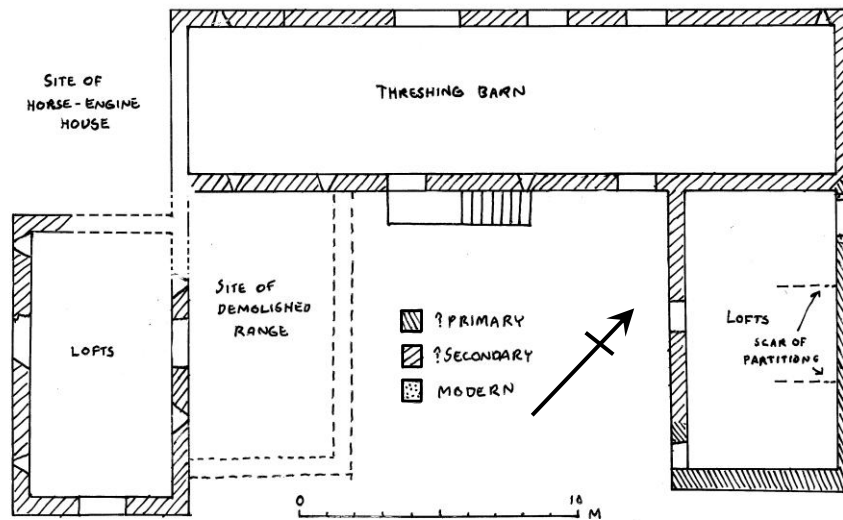 SITE OF
HORSE-ENGINE
HOUSE
THRESHING BARN
LOFTS
SITE OF
DEMOLISHED
RANGE
? PRIMARY
? SECONDARY
MODERN
LOFTS
SCAR OF
PARTITIONS
0 10
M